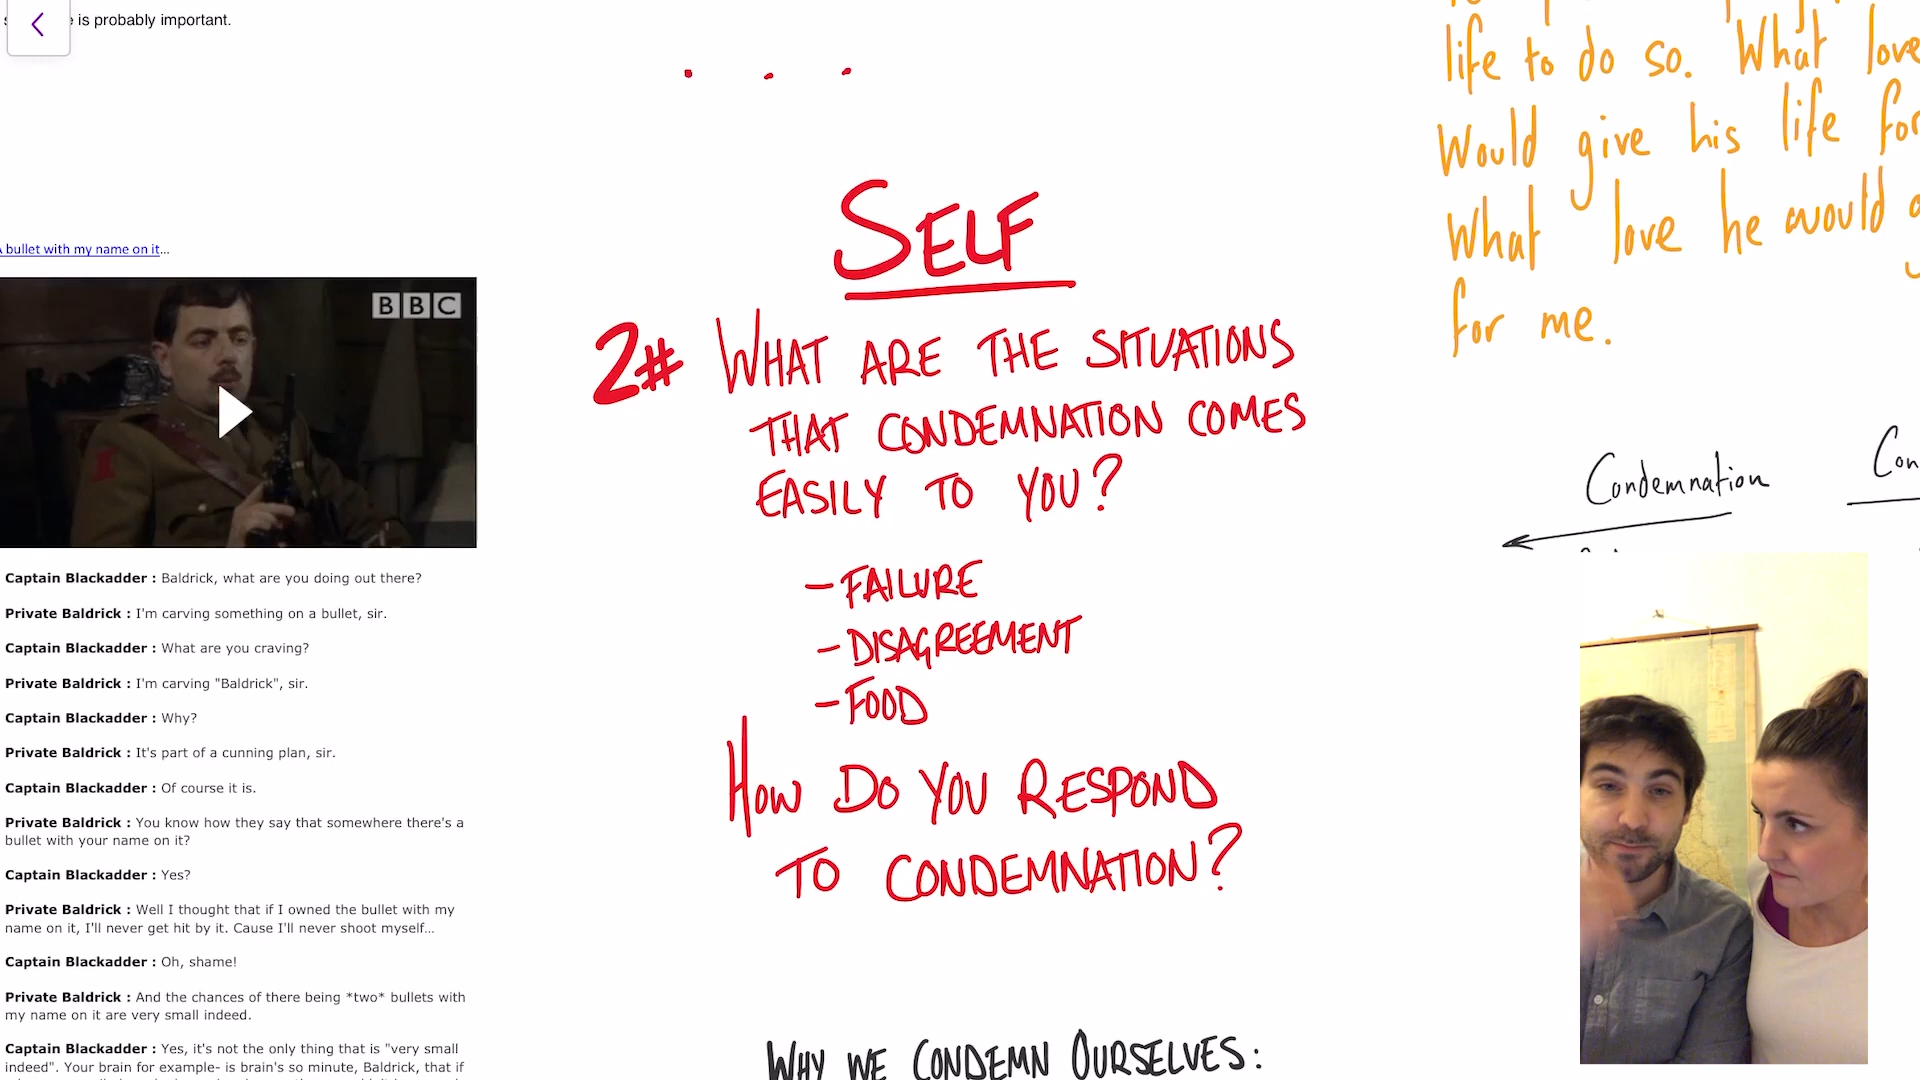 is probably important.
A bullet with my name on it...
BBC
Captain Blackadder : Baldrick, what are you doing out there?
Private Baldrick : I'm carving something on a bullet, sir.
Captain Blackadder : What are you craving?
Private Baldrick : I'm carving "Baldrick", sir.
Captain Blackadder : Why?
Private Baldrick : It's part of a cunning plan, sir.
Captain Blackadder : Of course it is.
Private Baldrick : You know how they say that somewhere there's a
bullet with your name on it?
Captain Blackadder : Yes?
Private Baldrick : Well I thought that if I owned the bullet with my
name on it, I'll never get hit by it. Cause I'll never shoot myself...
Captain Blackadder : Oh, shame!
Private Baldrick : And the chances of there being *two* bullets with
my name on it are very small indeed.
Captain Blackadder : Yes, it's not the only thing that is "very small
indeed". Your brain for example- is brain's so minute, Baldrick, that if
. . .
SELF
2# WHAT ARE THE SITUATIONS
THAT CONDEMNATION COMES
EASILY TO YOU?
- FAILURE
- DISAGREEMENT
- FOOD
HOW DO YOU RESPOND
TO CONDEMNATION?
WHY WE CONDEMN OURSELVES:
life to do so. What love
Would give his life for
What love he would
for me.
Condemnation
Con